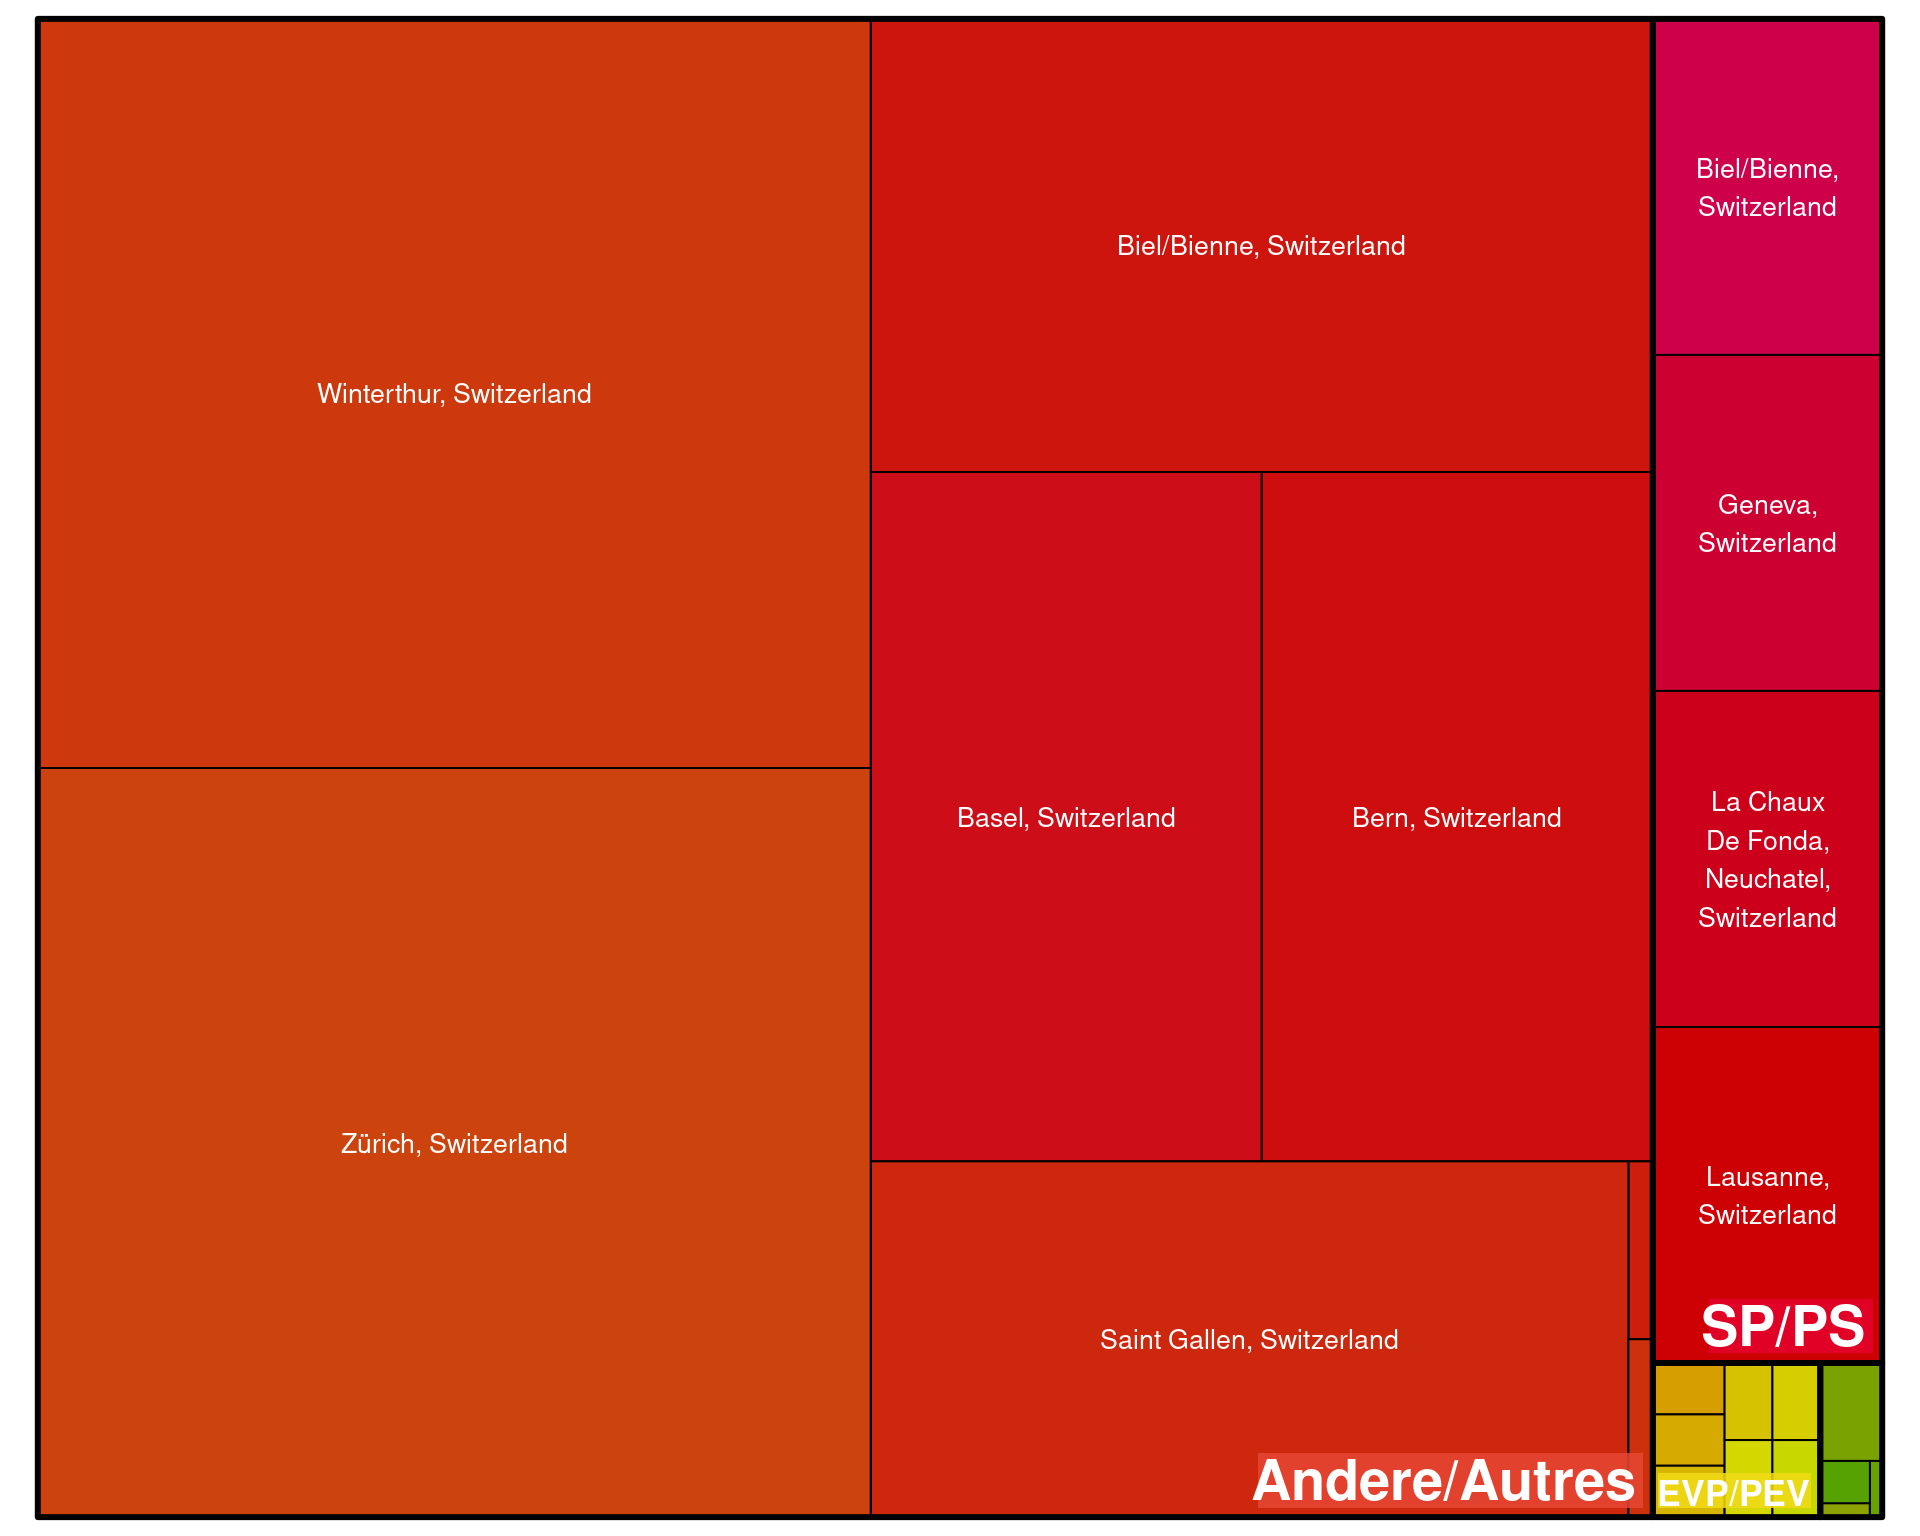 Winterthur, Switzerland
Zürich, Switzerland
Biel/Bienne, Switzerland
Basel, Switzerland
Bern, Switzerland
Saint Gallen, Switzerland
Andere/Autres
Biel/Bienne,
Switzerland
Geneva,
Switzerland
La Chaux
De Fonda,
Neuchatel,
Switzerland
Lausanne,
Switzerland
SP/PS
EVP/PEV